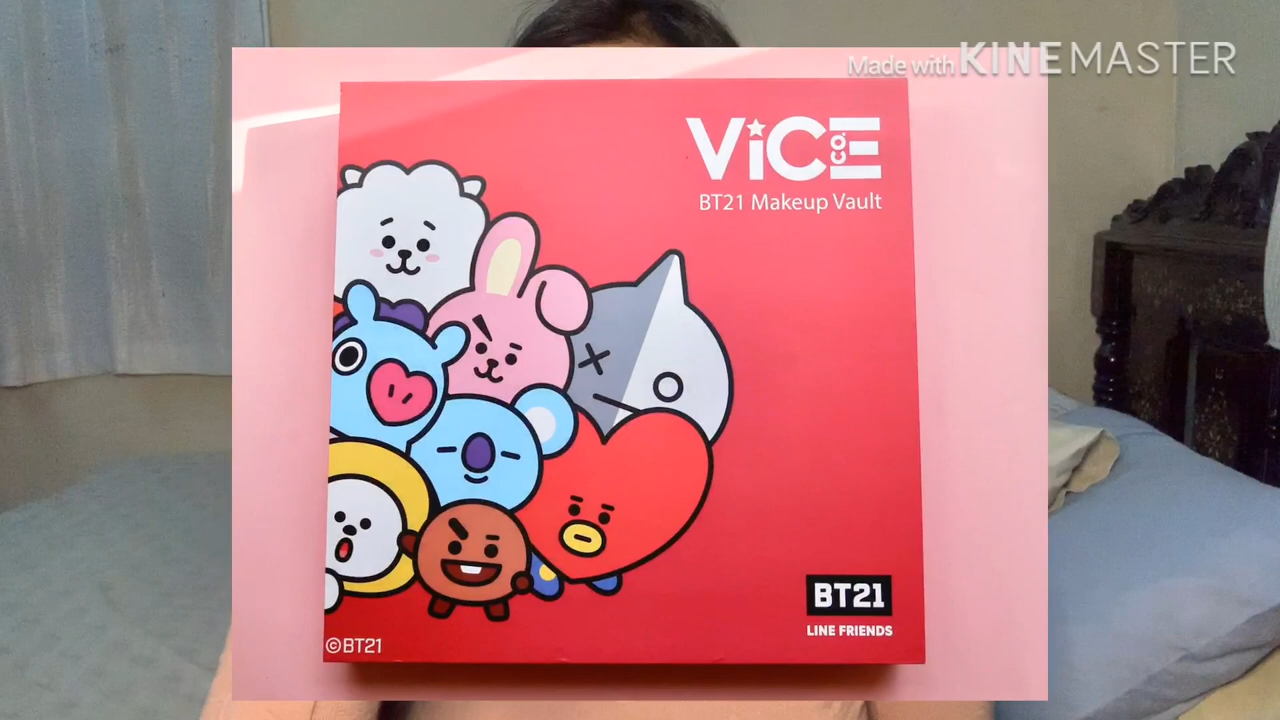 Made with KINEMASTER
ViCE CO.
BT21 Makeup Vault
BT21
LINE FRIENDS
©BT21